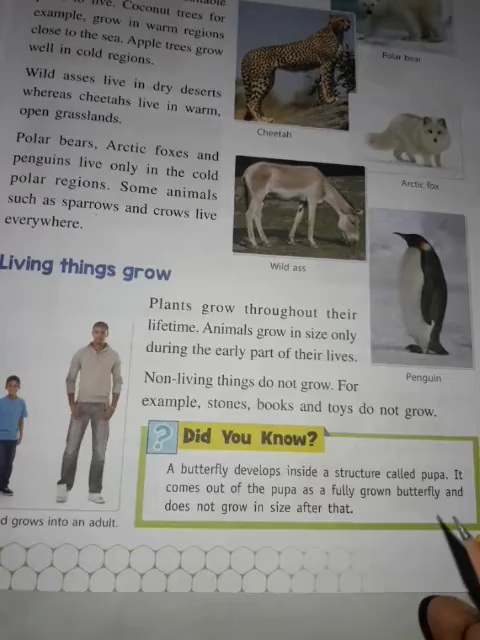 live. Coconut trees for
example, grow in warm regions
close to the sea. Apple trees grow
well in cold regions.
Wild asses live in dry deserts
whereas cheetahs live in warm,
open grasslands.
Polar bears, Arctic foxes and
penguins live only in the cold
polar regions. Some animals
such as sparrows and crows live
everywhere.
Polar bear
Cheetah
Arctic fox
Wild ass
Penguin
Living things grow
Plants grow throughout their
lifetime. Animals grow in size only
during the early part of their lives.
Non-living things do not grow. For
example, stones, books and toys do not grow.
? Did You Know?
A butterfly develops inside a structure called pupa. It
comes out of the pupa as a fully grown butterfly and
does not grow in size after that.
grows into an adult.